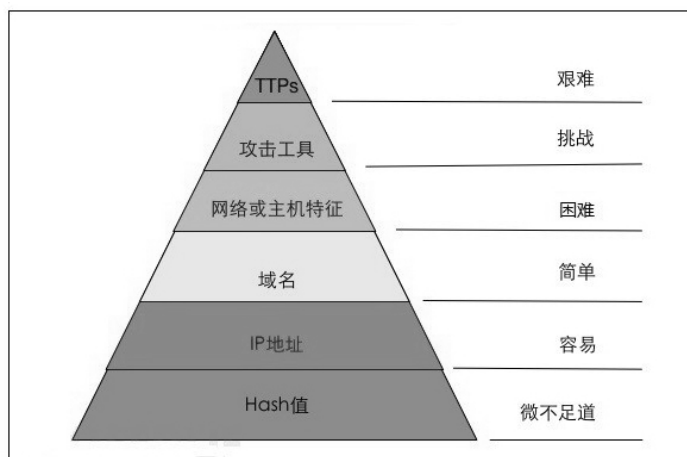 TTPs 艰难
攻击工具 挑战
网络或主机特征 困难
域名 简单
IP地址 容易
Hash值 微不足道